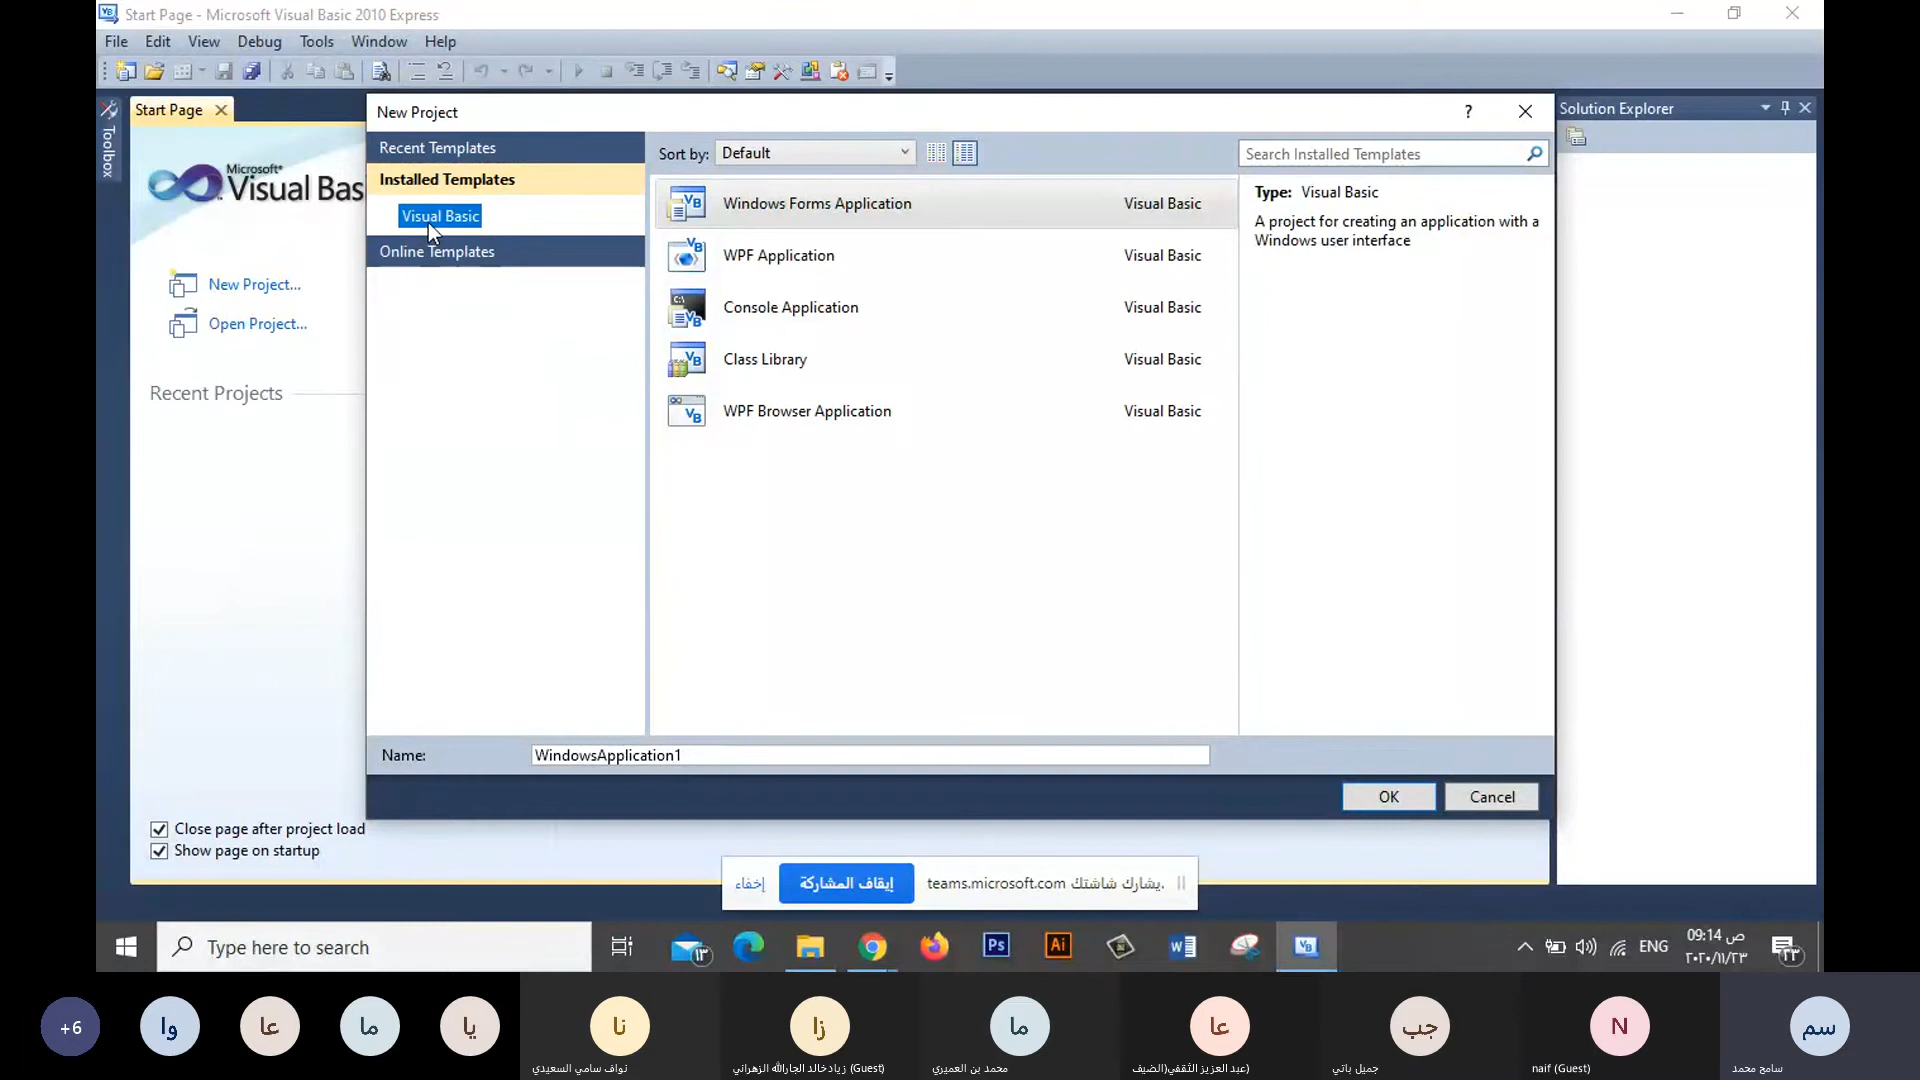 Start Page - Microsoft Visual Basic 2010 Express
File Edit View Debug Tools Window Help
Toolbox
Start Page
Microsoft®
Visual Bas
New Project...
Open Project...
Recent Projects
Close page after project load
Show page on startup
New Project
?
Recent Templates
Installed Templates
Visual Basic
Online Templates
Sort by: Default
Search Installed Templates
Windows Forms Application Visual Basic
WPF Application Visual Basic
Console Application Visual Basic
Class Library Visual Basic
WPF Browser Application Visual Basic
Type: Visual Basic
A project for creating an application with a
Windows user interface
Name: WindowsApplication1
OK Cancel
Solution Explorer
يشارك شاشتك teams.microsoft.com.
إيقاف المشاركة
إخفاء
Type here to search
١٣
Ps
Ai
ENG
09:14 ص
٢٠٢٠/١١/٢٣
٢٣
+6
وا
عا
ما
يا
نا
نواف سامي السعيدي
زا
زيادخالد الجارالله الزهراني (Guest)
ما
محمد بن العميري
عا
عبد العزيز الثقفي(الضيف)
جب
جميل باتي
N
naif (Guest)
سم
سامح محمد